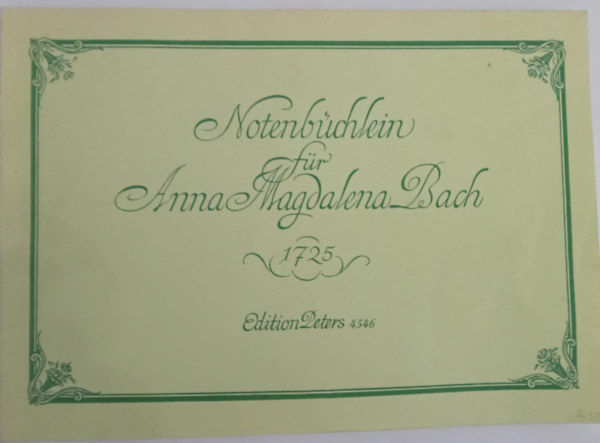 Notenbüchlein
für
Anna Magdalena Bach
1725
Edition Peters 4546